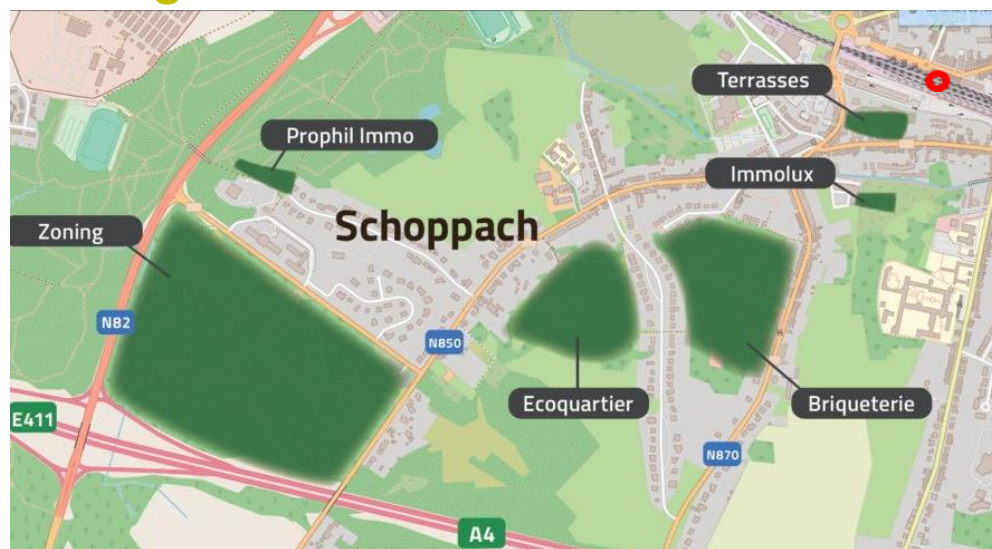 Terrasses
Prophil Immo
Immolux
Schoppach
Zoning
N82
N850
Ecoquartier
Briqueterie
E411
N870
A4